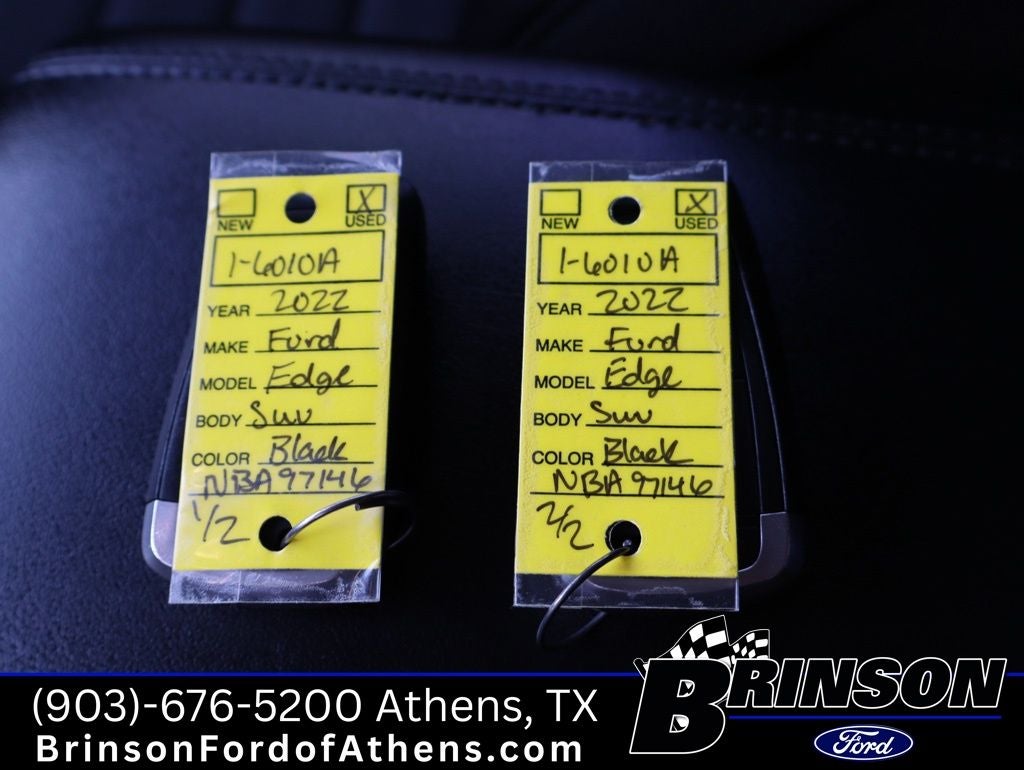 X
NEW USED
1-6010A
YEAR 2022
MAKE Ford
MODEL Edge
BODY Suv
COLOR Black
NBA97146
1/2
X
NEW USED
1-6010A
YEAR 2022
MAKE Ford
MODEL Edge
BODY Suv
COLOR Black
NBA97146
2/2
(903)-676-5200 Athens, TX
BrinsonFordofAthens.com
BRINSON
Ford